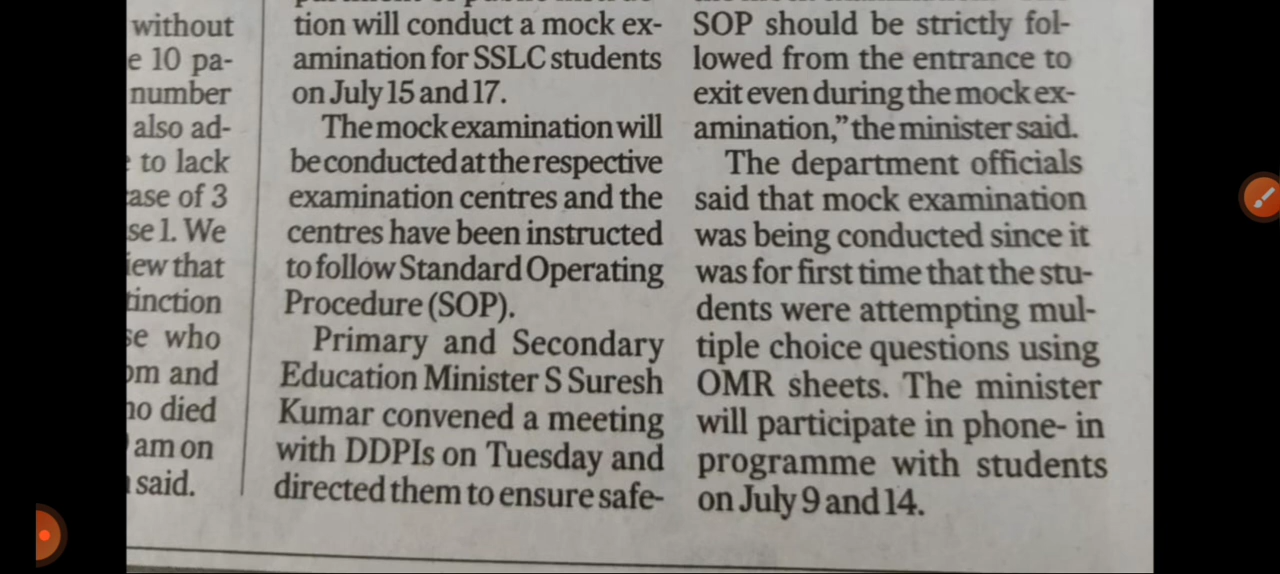 without
10 pa-
number
also ad-
to lack
of 3
1. We
that
who
and
died
am on
said.
tion will conduct a mock ex-
amination for SSLC students
on July 15 and 17.
The mock examination will
be conducted at the respective
examination centres and the
centres have been instructed
to follow Standard Operating
Procedure (SOP).
Primary and Secondary
Education Minister S Suresh
Kumar convened a meeting
with DDPIs on Tuesday and
directed them to ensure safe-
SOP should be strictly fol-
lowed from the entrance to
exit even during the mock ex-
amination,” the minister said.
The department officials
said that mock examination
was being conducted since it
was for first time that the stu-
dents were attempting mul-
tiple choice questions using
OMR sheets. The minister
will participate in phone- in
programme with students
on July 9 and 14.